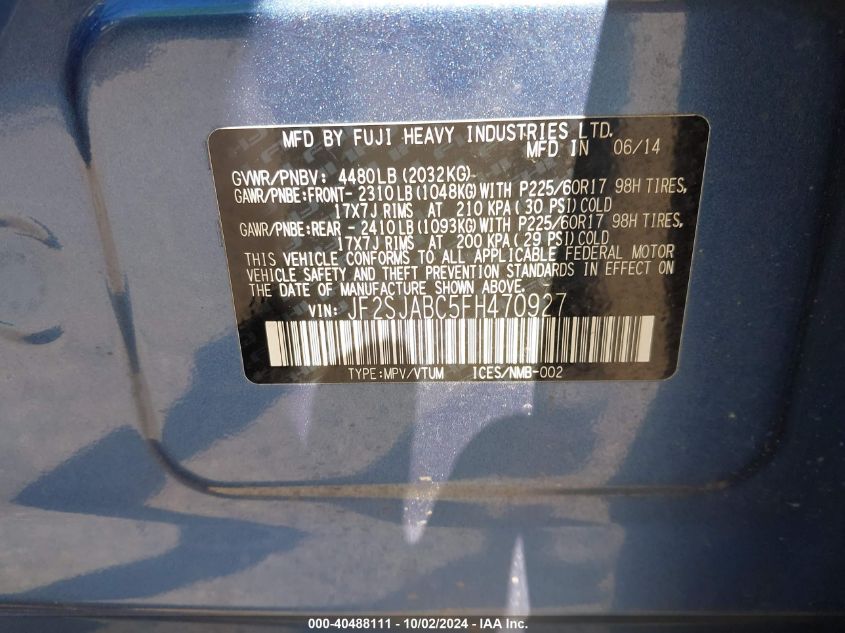 MFD BY FUJI HEAVY INDUSTRIES LTD.
MFD IN 06/14
GVWR/PNBV: 4480LB (2032KG)
GAWR/PNBE:FRONT- 2310LB (1048KG) WITH P225/60R17 98H TIRES,
17X7J RIMS AT 210 KPA ( 30 PSI) COLD
GAWR/PNBE:REAR - 2410LB (1093KG) WITH P225/60R17 98H TIRES,
17X7J RIMS AT 200 KPA ( 29 PSI) COLD
THIS VEHICLE CONFORMS TO ALL APPLICABLE FEDERAL MOTOR
VEHICLE SAFETY AND THEFT PREVENTION STANDARDS IN EFFECT ON
THE DATE OF MANUFACTURE SHOWN ABOVE.
VIN: JF2SJABC5FH470927
TYPE:MPV/VTUM ICES/NMB-002
000-40488111 - 10/02/2024 - IAA Inc.